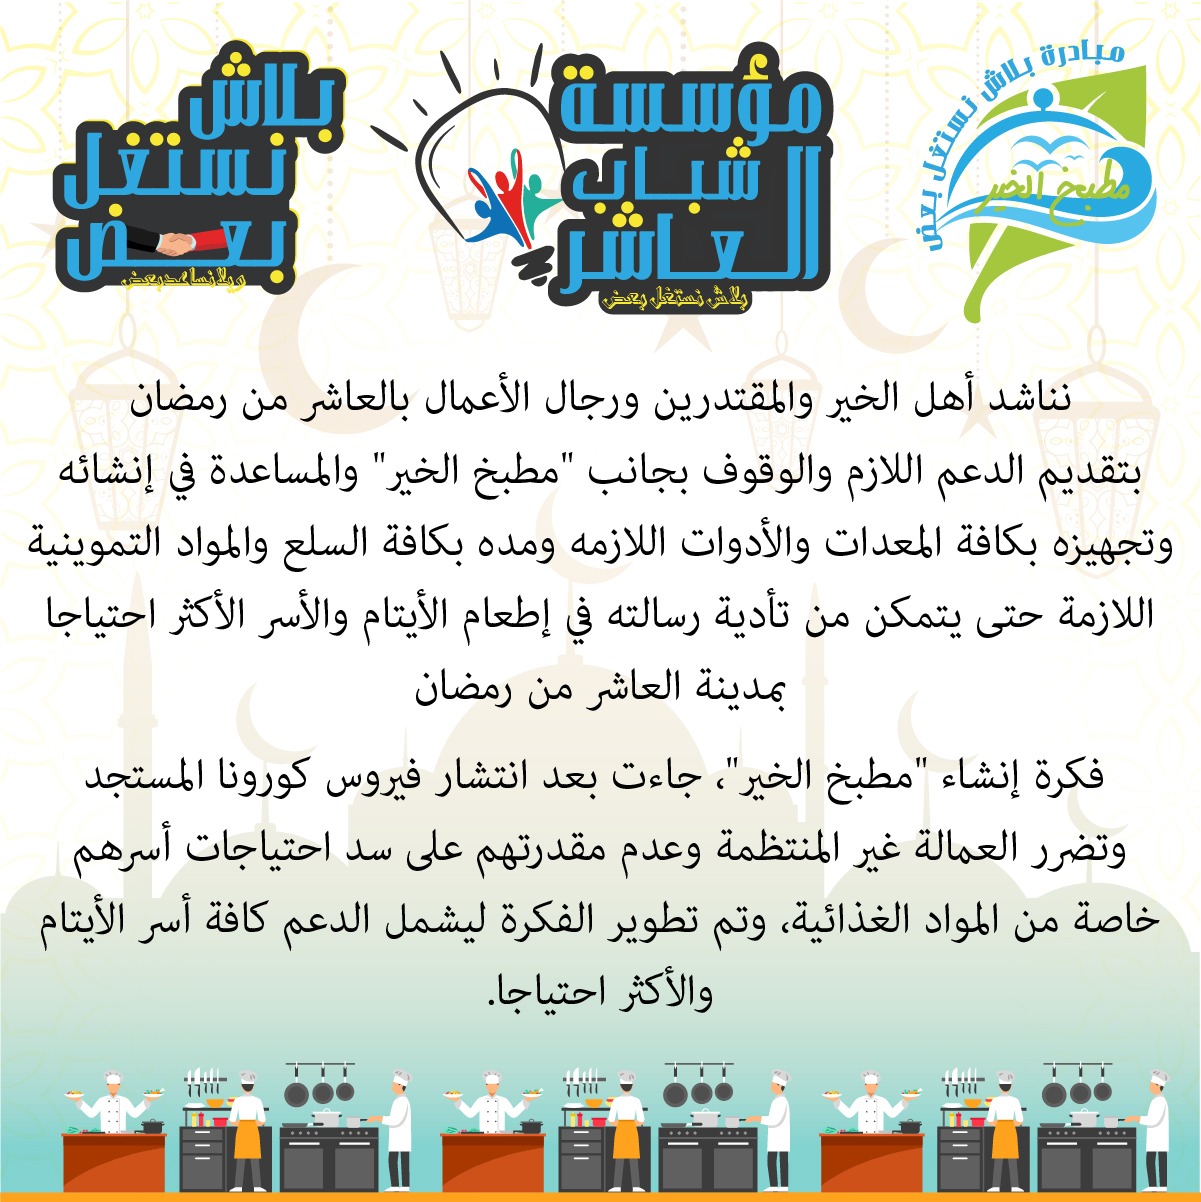 مبادرة بلاش نستغل بعض
مطبخ الخير
مؤسسة
شباب
العاشر
بلاش نستغل بعض
بلاش
نستغل
بعض
ويلا نساعد بعض
نناشد أهل الخير والمقتدرين ورجال الأعمال بالعاشر من رمضان
بتقديم الدعم اللازم والوقوف بجانب "مطبخ الخير" والمساعدة في إنشائه
وتجهيزه بكافة المعدات والأدوات اللازمه ومده بكافة السلع والمواد التموينية
اللازمة حتى يتمكن من تأدية رسالته في إطعام الأيتام والأسر الأكثر احتياجا
بمدينة العاشر من رمضان
فكرة إنشاء "مطبخ الخير"، جاءت بعد انتشار فيروس كورونا المستجد
وتضرر العمالة غير المنتظمة وعدم مقدرتهم على سد احتياجات أسرهم
خاصة من المواد الغذائية، وتم تطوير الفكرة ليشمل الدعم كافة أسر الأيتام
والأكثر احتياجا.